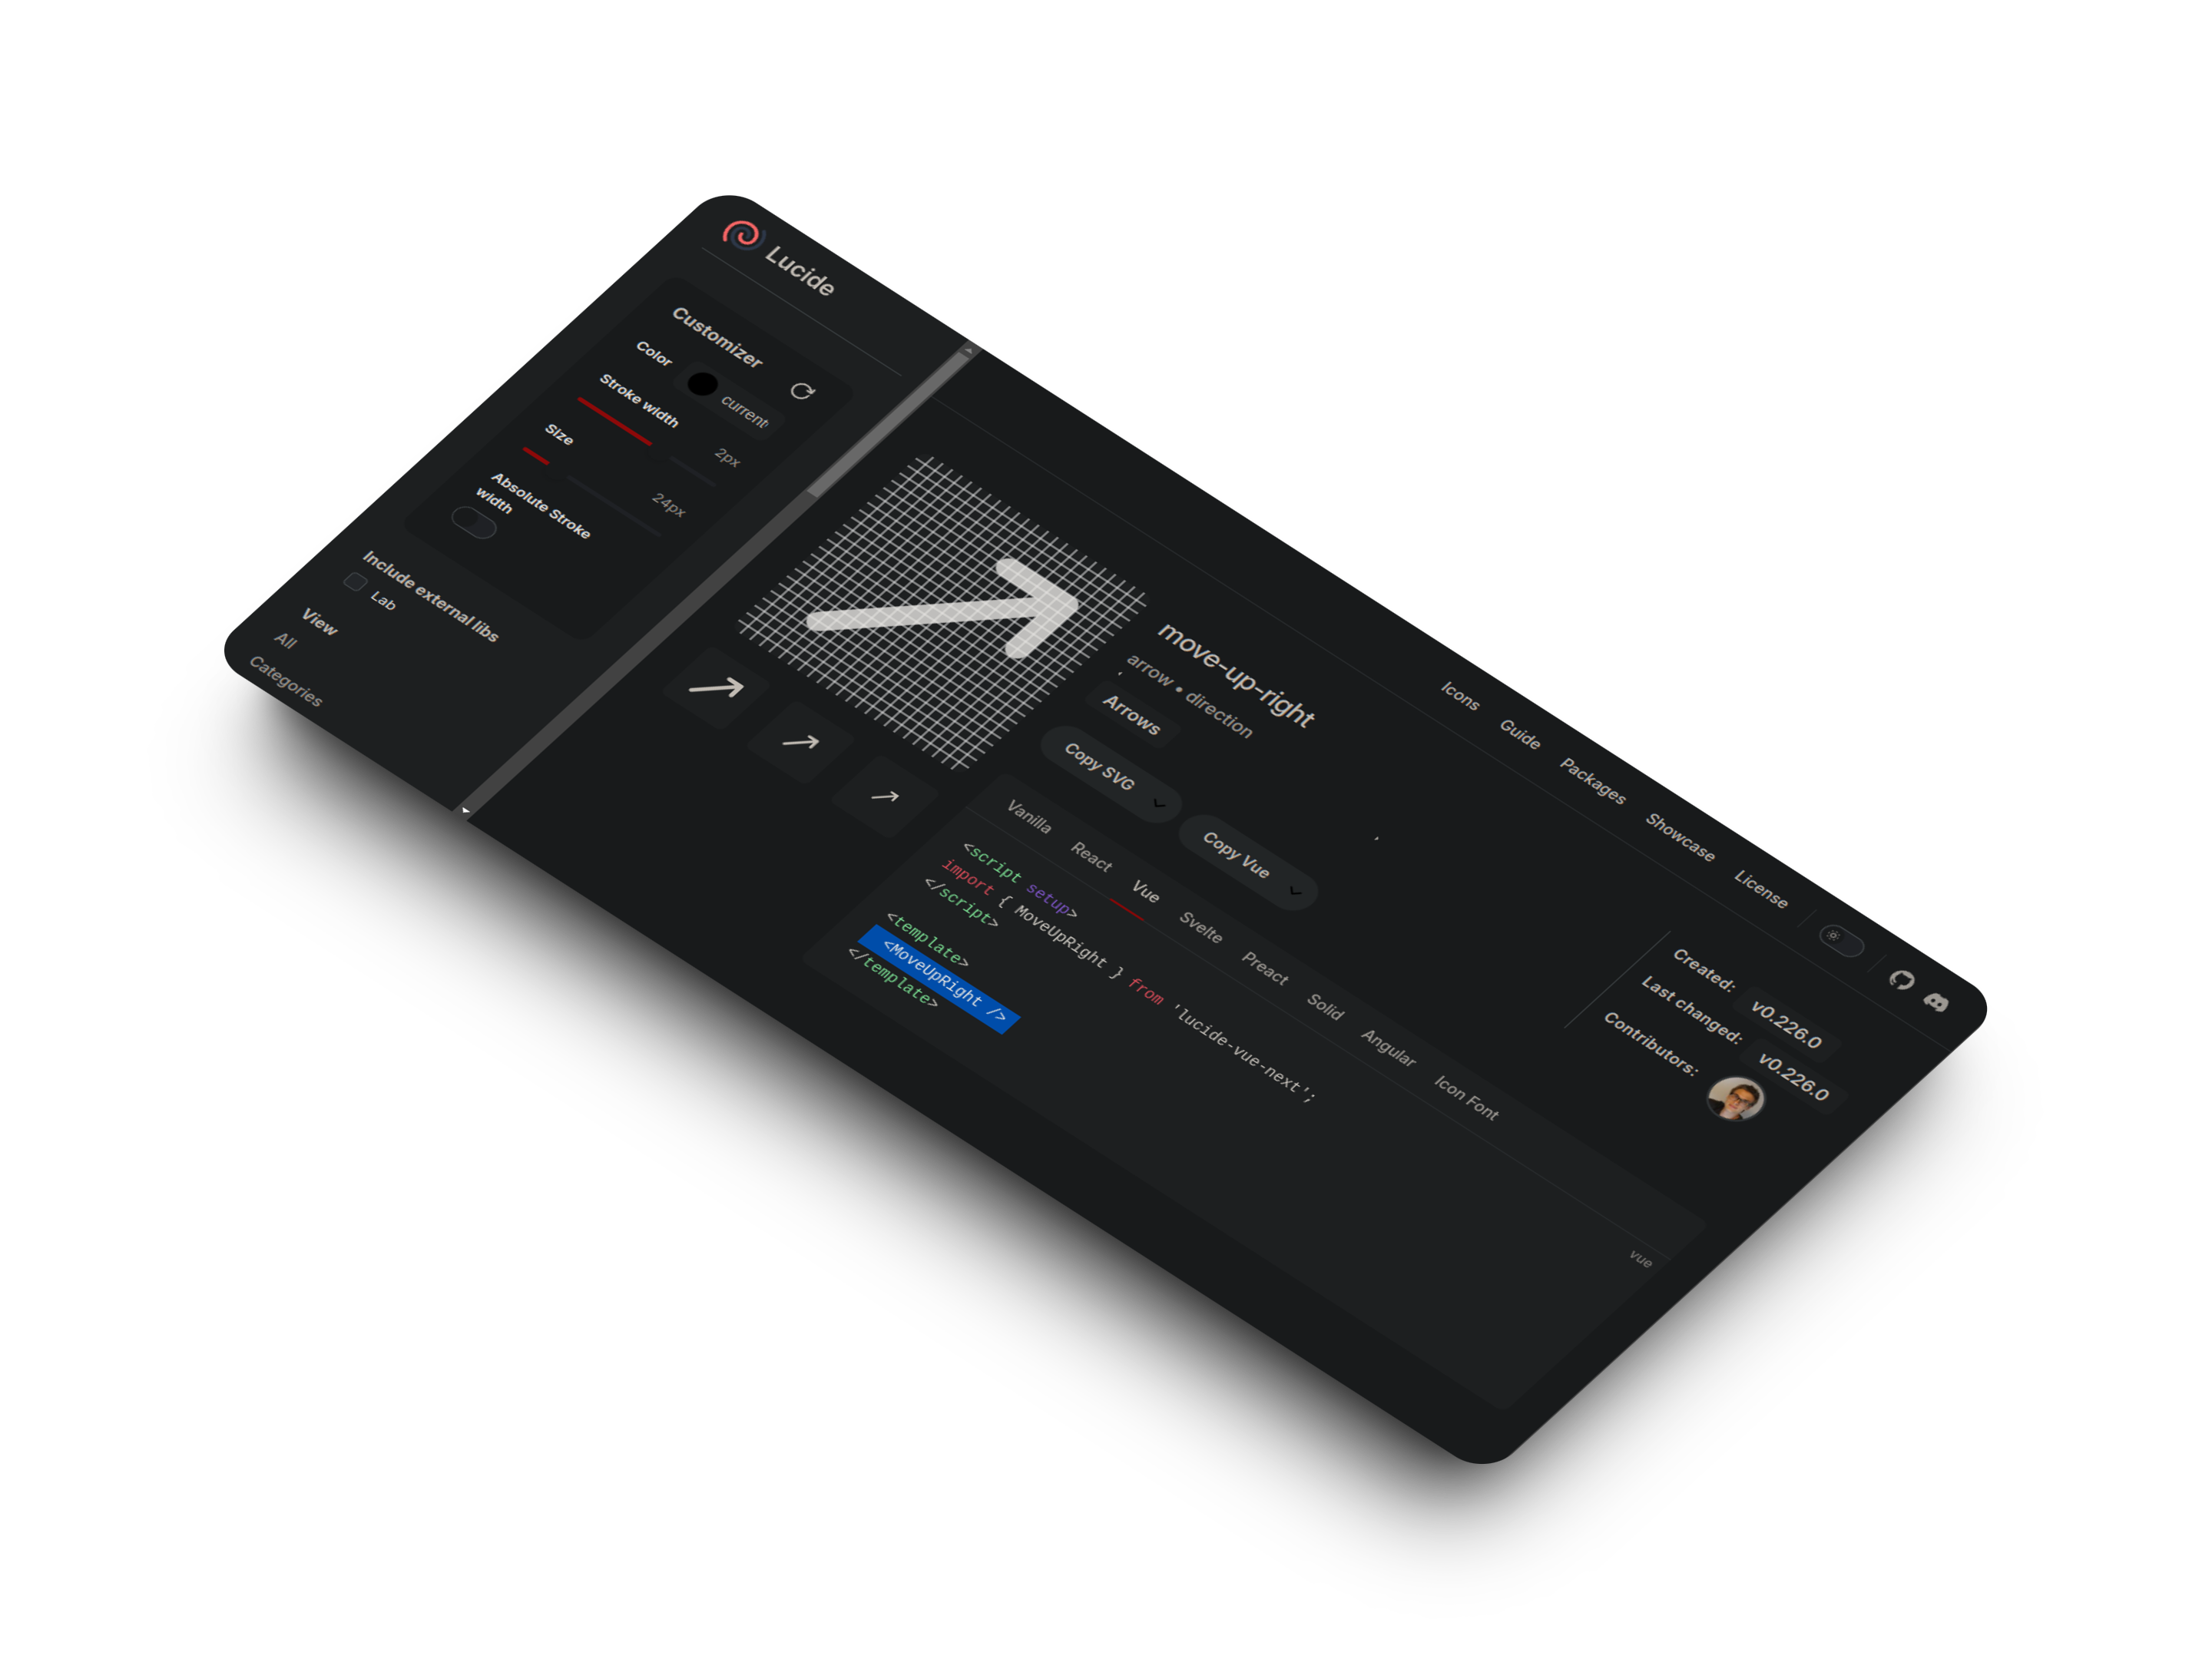 Lucide
Icons
Guide
Packages
Showcase
License
Customizer
Color
current
Stroke width
2px
Size
24px
Absolute Stroke
width
Include external libs
Lab
View
All
Categories
move-up-right
arrow • direction
Arrows
Copy SVG
Copy Vue
Created:
v0.226.0
Last changed:
v0.226.0
Contributors:
Vanilla
React
Vue
Svelte
Preact
Solid
Angular
Icon Font
vue
<script setup>
import { MoveUpRight } from 'lucide-vue-next';
</script>
<template>
<MoveUpRight />
</template>